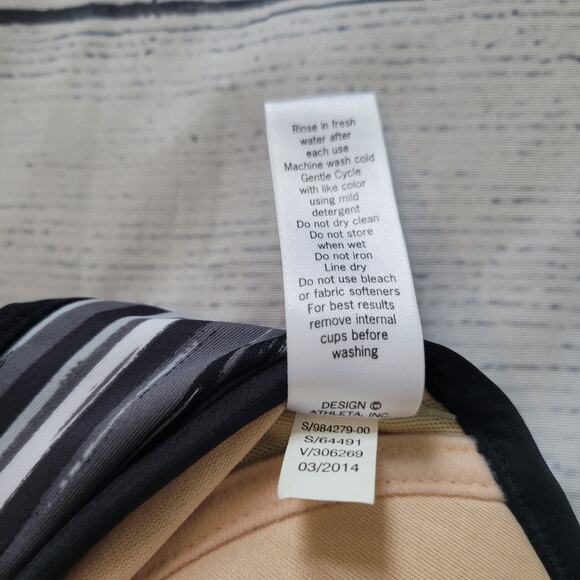 Rinse in fresh
water after
each use
Machine wash cold
Gentle Cycle
with like color
using mild
detergent
Do not dry clean
Do not store
when wet
Do not iron
Line dry
Do not use bleach
or fabric softeners
For best results
remove internal
cups before
washing
DESIGN ©
ATHLETA, INC.
S/984279-00
S/64491
V/306269
03/2014